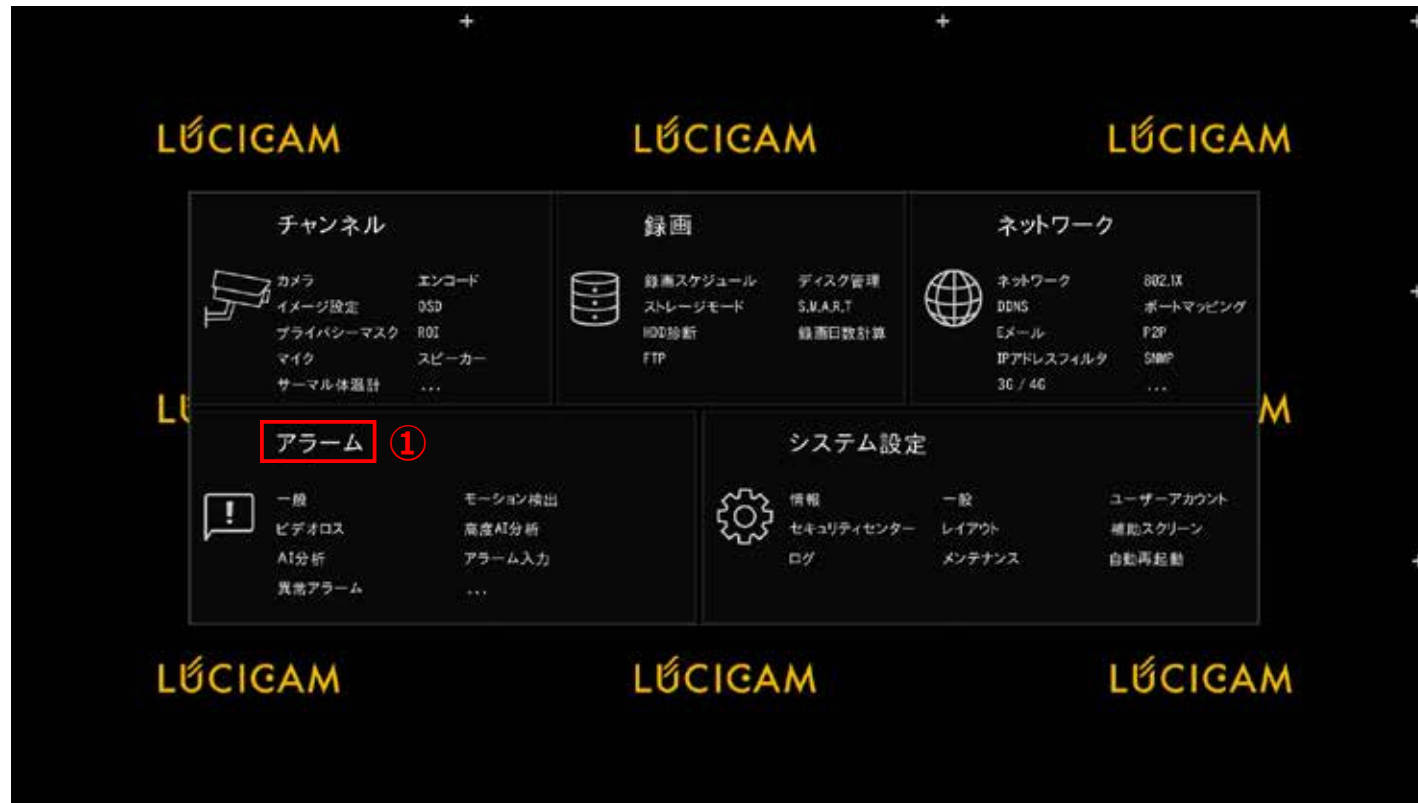 LÚCICAM LÚCICAM LÚCICAM
チャンネル
カメラ エンコード
イメージ設定 OSD
プライバシーマスク ROI
マイク スピーカー
サーマル体温計 ...
録画
録画スケジュール ディスク管理
ストレージモード S.M.A.R.T
HDD診断 録画日数計算
FTP
ネットワーク
ネットワーク 802.1X
DDNS ポートマッピング
Eメール P2P
IPアドレスフィルタ SNMP
3G / 4G ...
LÚ M
アラーム ①
一般 モーション検出
ビデオロス 高度AI分析
AI分析 アラーム入力
異常アラーム ...
システム設定
情報 一般 ユーザーアカウント
セキュリティセンター レイアウト 補助スクリーン
ログ メンテナンス 自動再起動
LÚCICAM LÚCICAM LÚCICAM